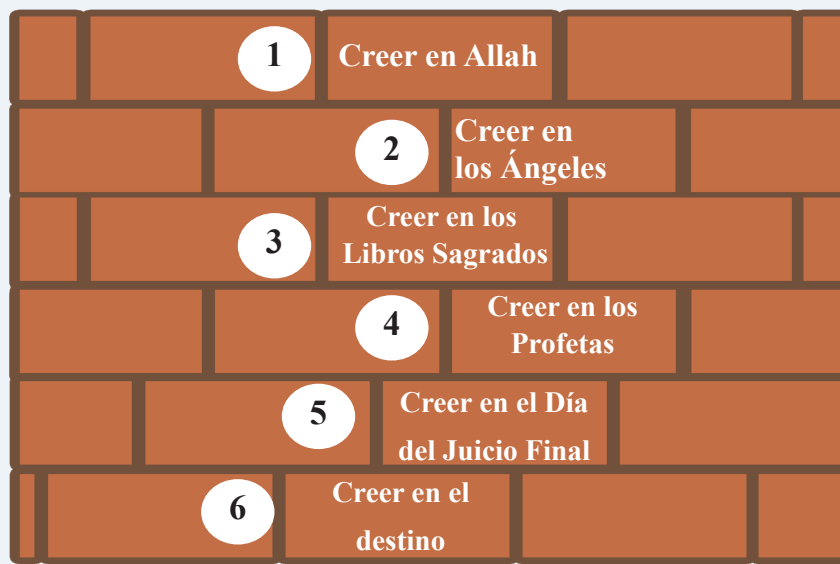 1 Creer en Allah
2 Creer en
los Ángeles
3 Creer en los
Libros Sagrados
4 Creer en los
Profetas
5 Creer en el Día
del Juicio Final
6 Creer en el
destino